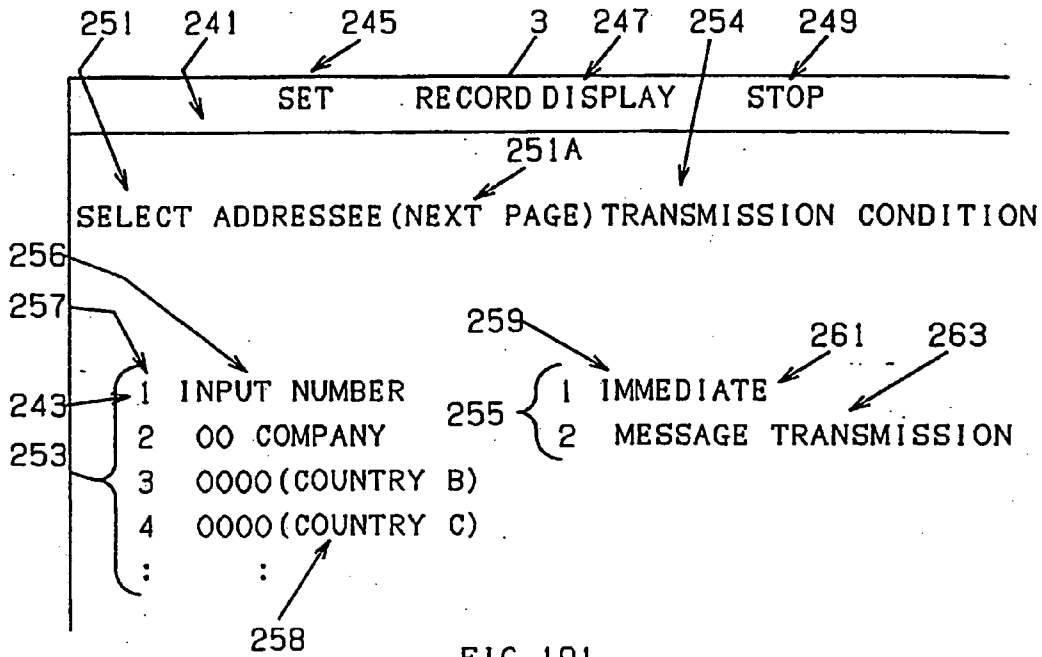 251 241 245 3 247 254 249
SET RECORD DISPLAY STOP
251A
SELECT ADDRESSEE (NEXT PAGE) TRANSMISSION CONDITION
256
257
259 261 263
243 1 INPUT NUMBER 255 1 IMMEDIATE
2 OO COMPANY 2 MESSAGE TRANSMISSION
253
3 OOOO (COUNTRY B)
4 OOOO (COUNTRY C)
: :
258